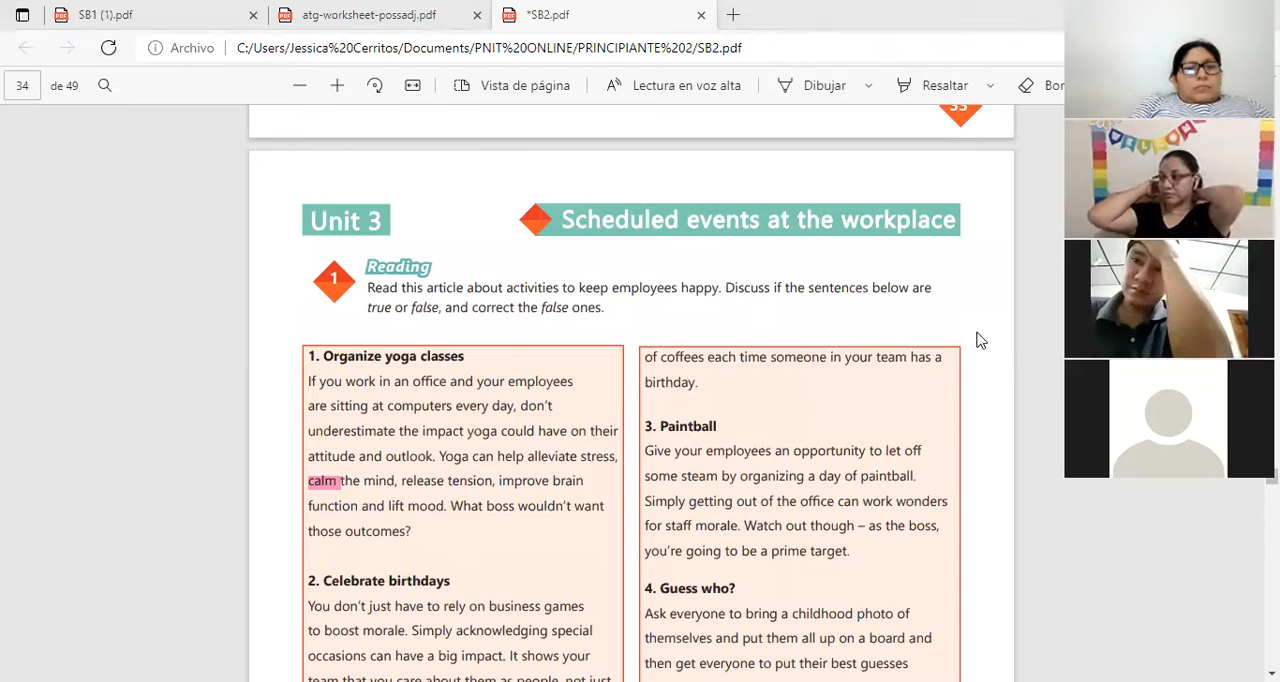 SB1 (1).pdf
atg-worksheet-possadj.pdf
*SB2.pdf
Archivo
C:/Users/Jessica%20Cerritos/Documents/PNIT%20ONLINE/PRINCIPIANTE%202/SB2.pdf
34
de 49
Vista de página
Lectura en voz alta
Dibujar
Resaltar
Bor
Unit 3
Scheduled events at the workplace
1
Reading
Read this article about activities to keep employees happy. Discuss if the sentences below are
true or false, and correct the false ones.
1. Organize yoga classes
If you work in an office and your employees
are sitting at computers every day, don't
underestimate the impact yoga could have on their
attitude and outlook. Yoga can help alleviate stress,
calm the mind, release tension, improve brain
function and lift mood. What boss wouldn't want
those outcomes?
2. Celebrate birthdays
You don't just have to rely on business games
to boost morale. Simply acknowledging special
occasions can have a big impact. It shows your
team that you care about them as people, not just
of coffees each time someone in your team has a
birthday.
3. Paintball
Give your employees an opportunity to let off
some steam by organizing a day of paintball.
Simply getting out of the office can work wonders
for staff morale. Watch out though – as the boss,
you're going to be a prime target.
4. Guess who?
Ask everyone to bring a childhood photo of
themselves and put them all up on a board and
then get everyone to put their best guesses